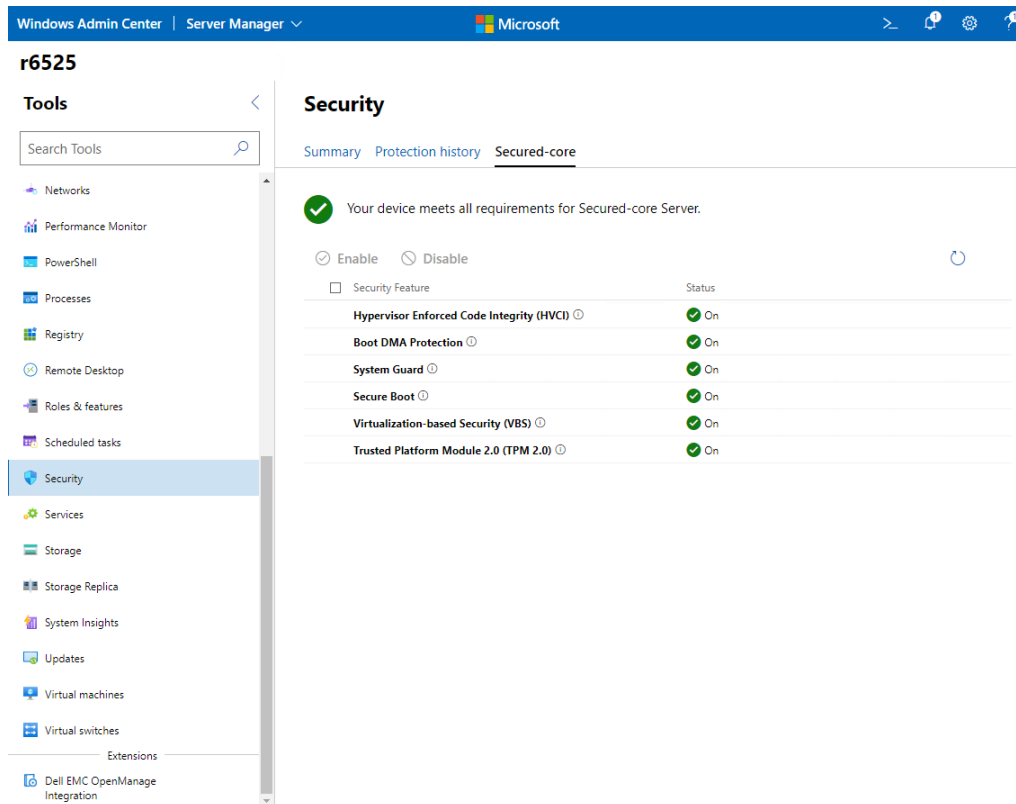 Windows Admin Center | Server Manager
Microsoft
1
r6525
Tools
Search Tools
Networks
Performance Monitor
PowerShell
Processes
Registry
Remote Desktop
Roles & features
Scheduled tasks
Security
Services
Storage
Storage Replica
System Insights
Updates
Virtual machines
Virtual switches
Extensions
Dell EMC OpenManage
Integration
Security
Summary Protection history Secured-core
Your device meets all requirements for Secured-core Server.
Enable Disable
Security Feature Status
Hypervisor Enforced Code Integrity (HVCI) On
Boot DMA Protection On
System Guard On
Secure Boot On
Virtualization-based Security (VBS) On
Trusted Platform Module 2.0 (TPM 2.0) On